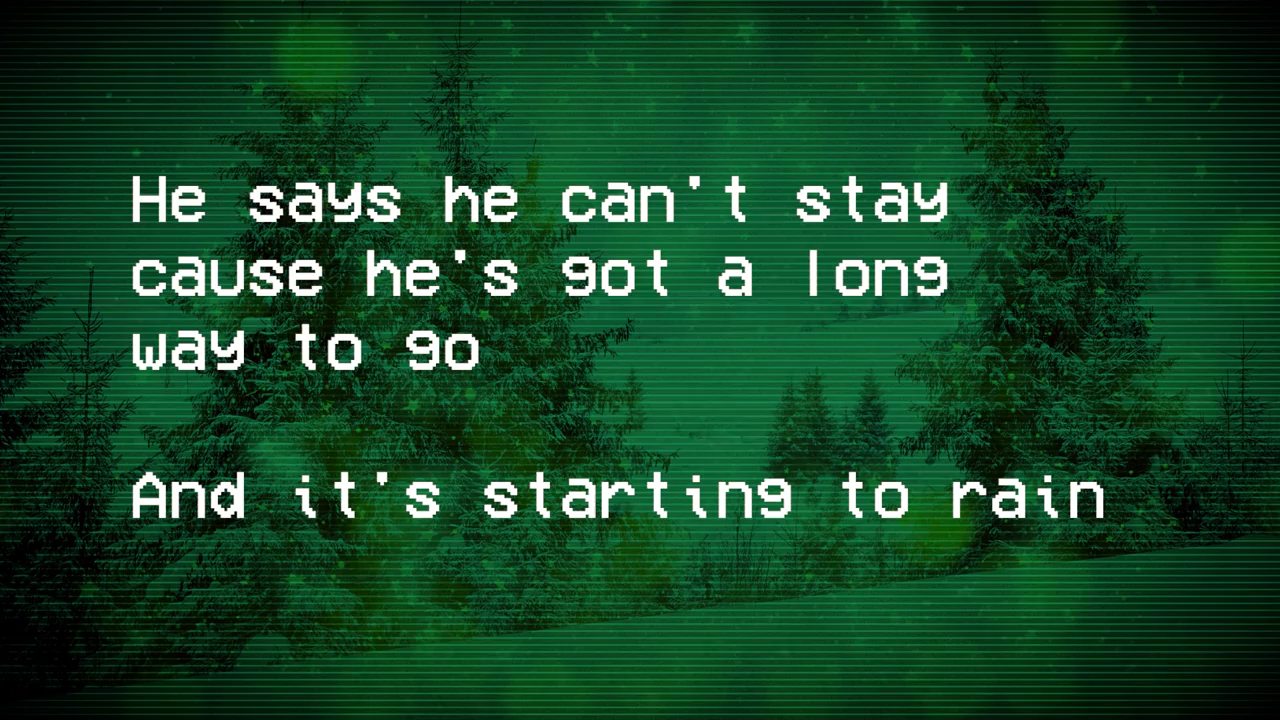 He says he can't stay
cause he's got a long
way to go
And it's starting to rain